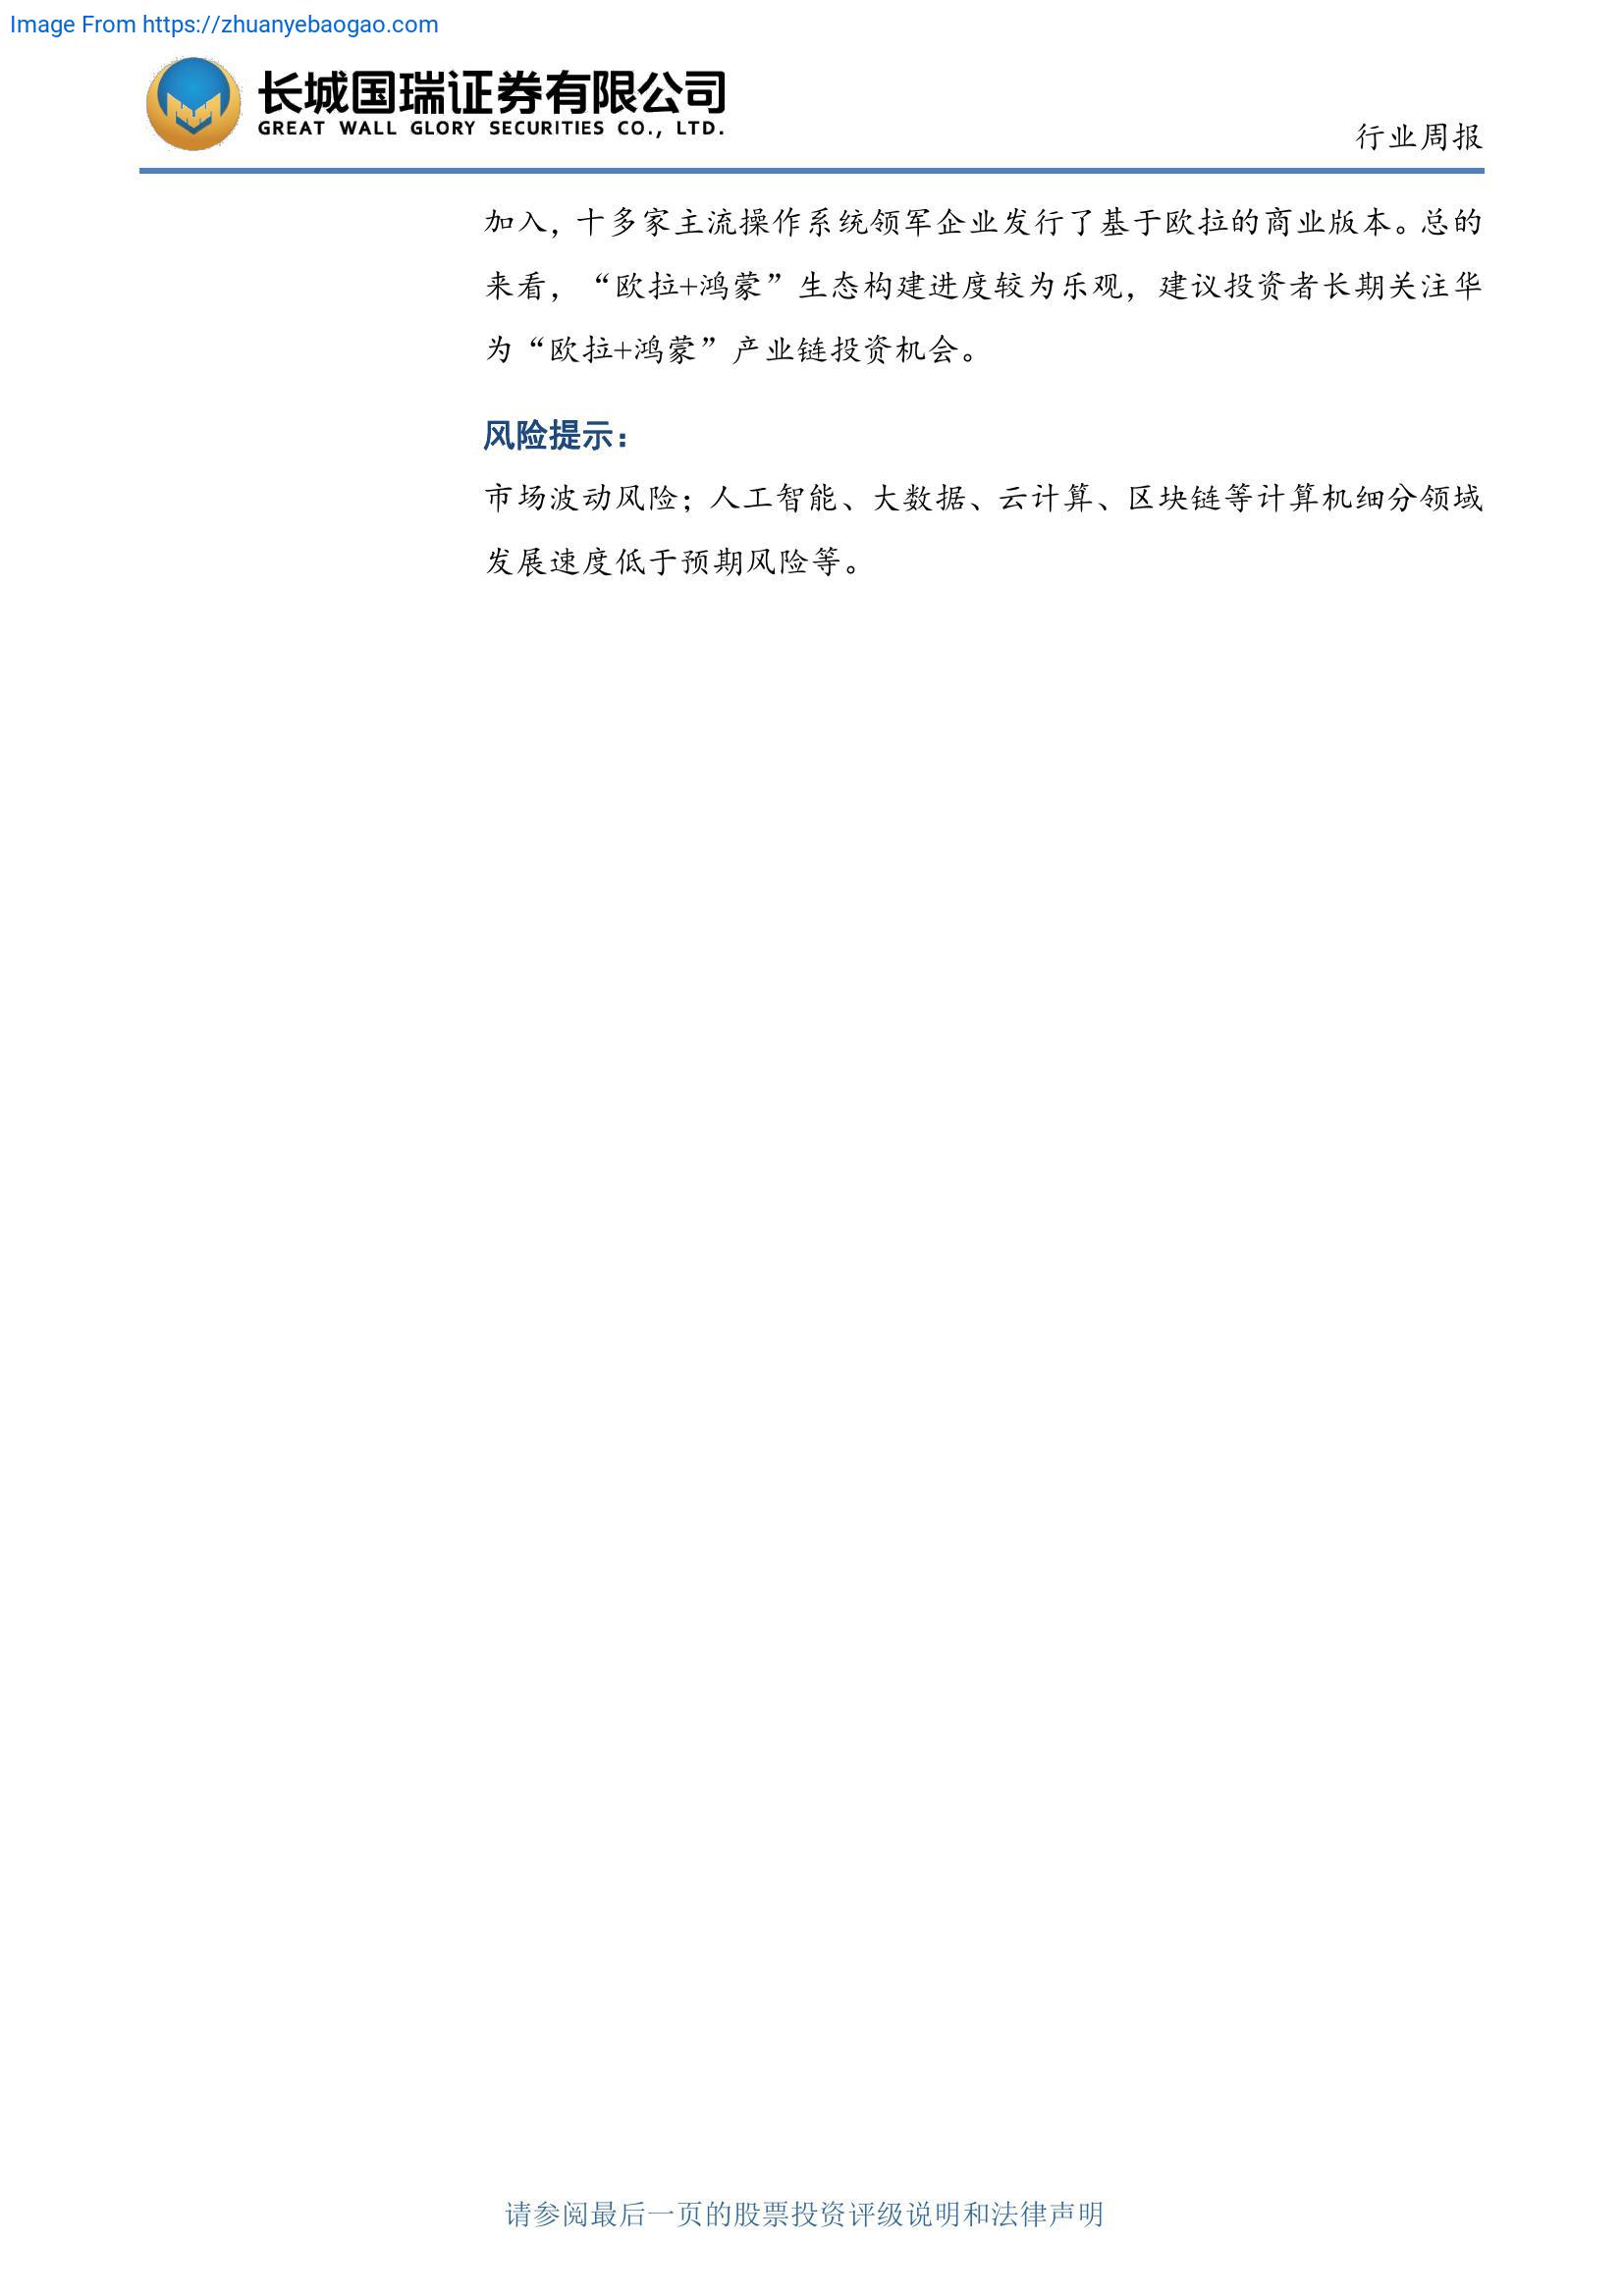 Image From https://zhuanyebaogao.com
长城国瑞证券有限公司
GREAT WALL GLORY SECURITIES CO., LTD.
行业周报
加入，十多家主流操作系统领军企业发行了基于欧拉的商业版本。总的
来看，“欧拉+鸿蒙”生态构建进度较为乐观，建议投资者长期关注华
为“欧拉+鸿蒙”产业链投资机会。
风险提示：
市场波动风险；人工智能、大数据、云计算、区块链等计算机细分领域
发展速度低于预期风险等。
请参阅最后一页的股票投资评级说明和法律声明